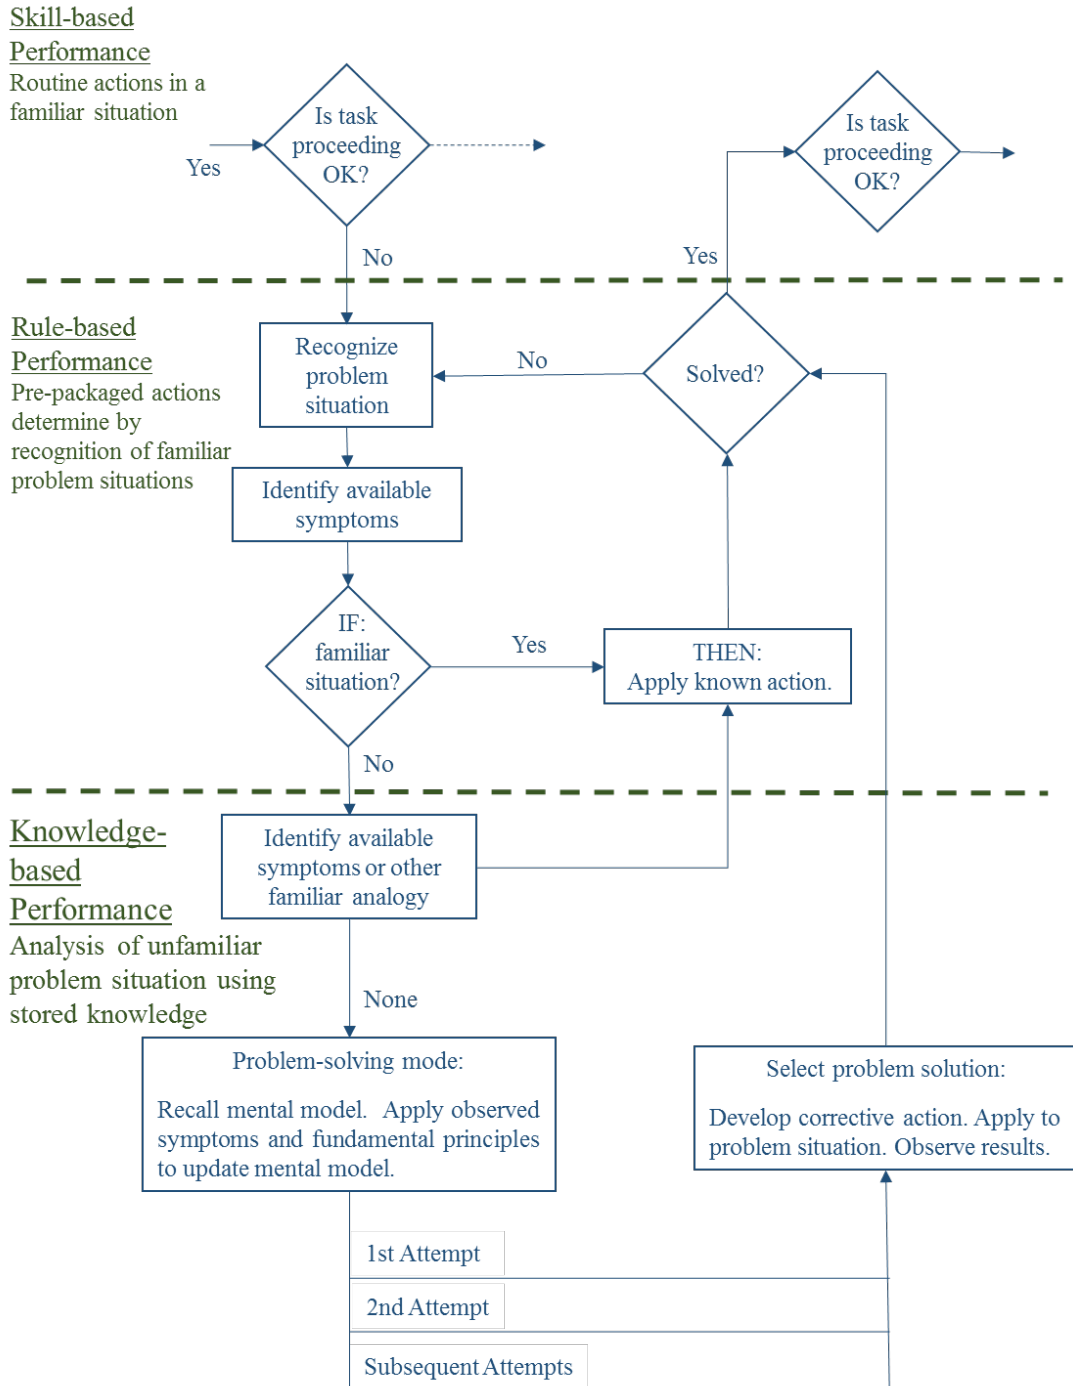 Skill-based
Performance
Routine actions in a
familiar situation
Is task
proceeding
OK?
Yes
No
Is task
proceeding
OK?
Yes
Rule-based
Performance
Pre-packaged actions
determine by
recognition of familiar
problem situations
Recognize
problem
situation
No
Solved?
Identify available
symptoms
IF:
familiar
situation?
Yes
THEN:
Apply known action.
No
Knowledge-
based
Performance
Analysis of unfamiliar
problem situation using
stored knowledge
Identify available
symptoms or other
familiar analogy
None
Problem-solving mode:
Recall mental model. Apply observed
symptoms and fundamental principles
to update mental model.
Select problem solution:
Develop corrective action. Apply to
problem situation. Observe results.
1st Attempt
2nd Attempt
Subsequent Attempts